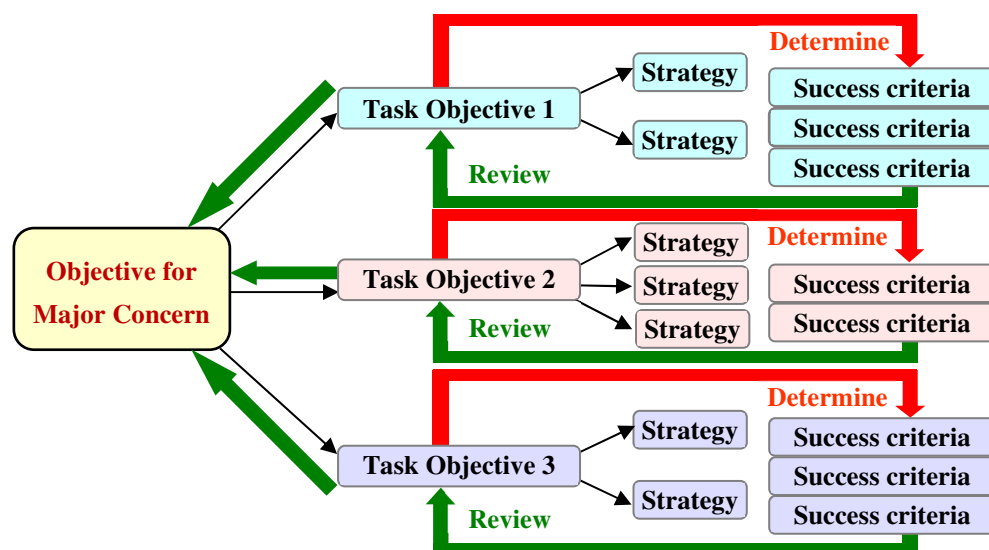 Determine
Strategy
Success criteria
Task Objective 1
Success criteria
Strategy
Success criteria
Review
Determine
Strategy
Objective for
Major Concern
Task Objective 2
Strategy
Success criteria
Strategy
Success criteria
Review
Determine
Strategy
Success criteria
Task Objective 3
Success criteria
Strategy
Success criteria
Review